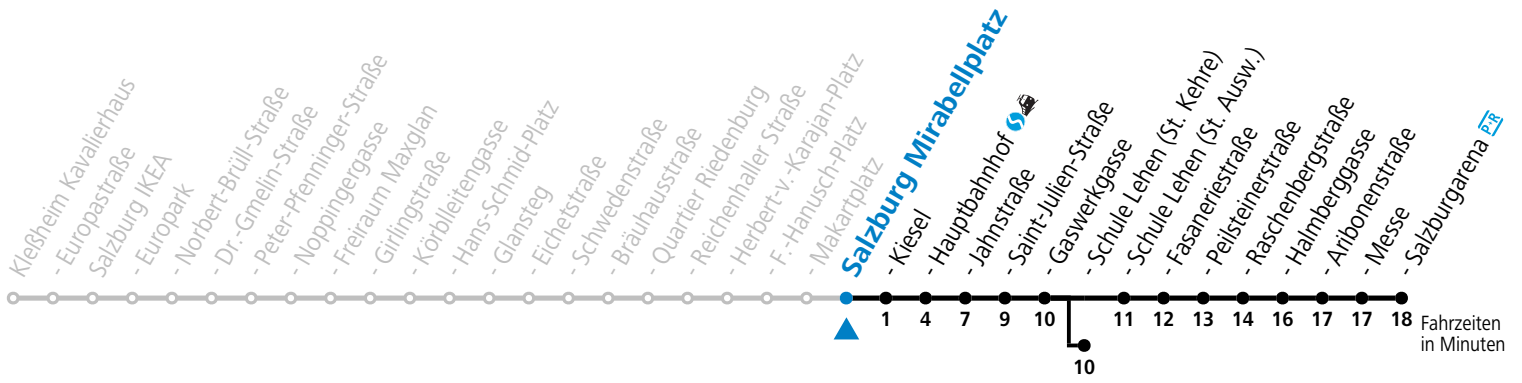 Kleßheim Kavalierhaus
- Europastraße
Salzburg IKEA
- Europark
- Norbert-Brüll-Straße
- Dr.-Gmelin-Straße
- Peter-Pfenninger-Straße
- Noppingergasse
- Freiraum Maxglan
- Girlingstraße
- Körblleitengasse
- Hans-Schmid-Platz
- Glansteg
- Eichetstraße
- Schwedenstraße
- Bräuhausstraße
- Quartier Riedenburg
- Reichenhaller Straße
- Herbert-v.-Karajan-Platz
- F.-Hanusch-Platz
- Makartplatz
Salzburg Mirabellplatz
- Kiesel
- Hauptbahnhof
- Jahnstraße
- Saint-Julien-Straße
- Gaswerkgasse
- Schule Lehen (St. Kehre)
- Schule Lehen (St. Ausw.)
- Fasaneriestraße
- Peilsteinerstraße
- Raschenbergstraße
- Halmberggasse
- Aribonenstraße
- Messe
- Salzburgarena P+R
1 4 7 9 10 11 12 13 14 16 17 17 18 Fahrzeiten
in Minuten
10